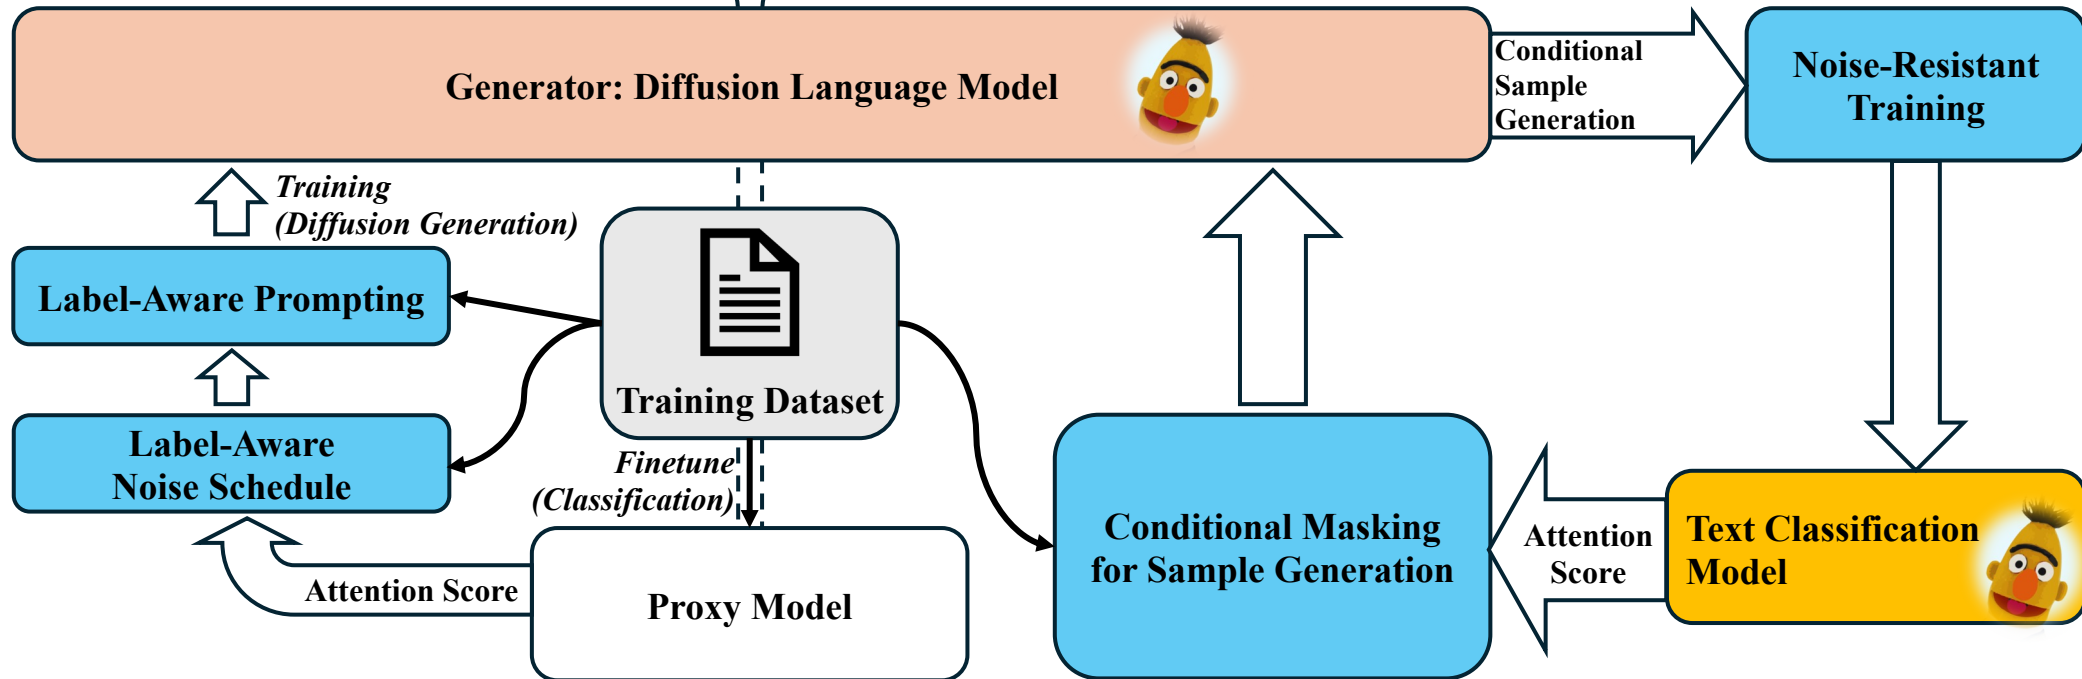 Generator: Diffusion Language Model
Conditional
Sample
Generation
Noise-Resistant
Training
Training
(Diffusion Generation)
Label-Aware Prompting
Training Dataset
Label-Aware
Noise Schedule
Finetune
(Classification)
Attention Score
Proxy Model
Conditional Masking
for Sample Generation
Attention
Score
Text Classification
Model